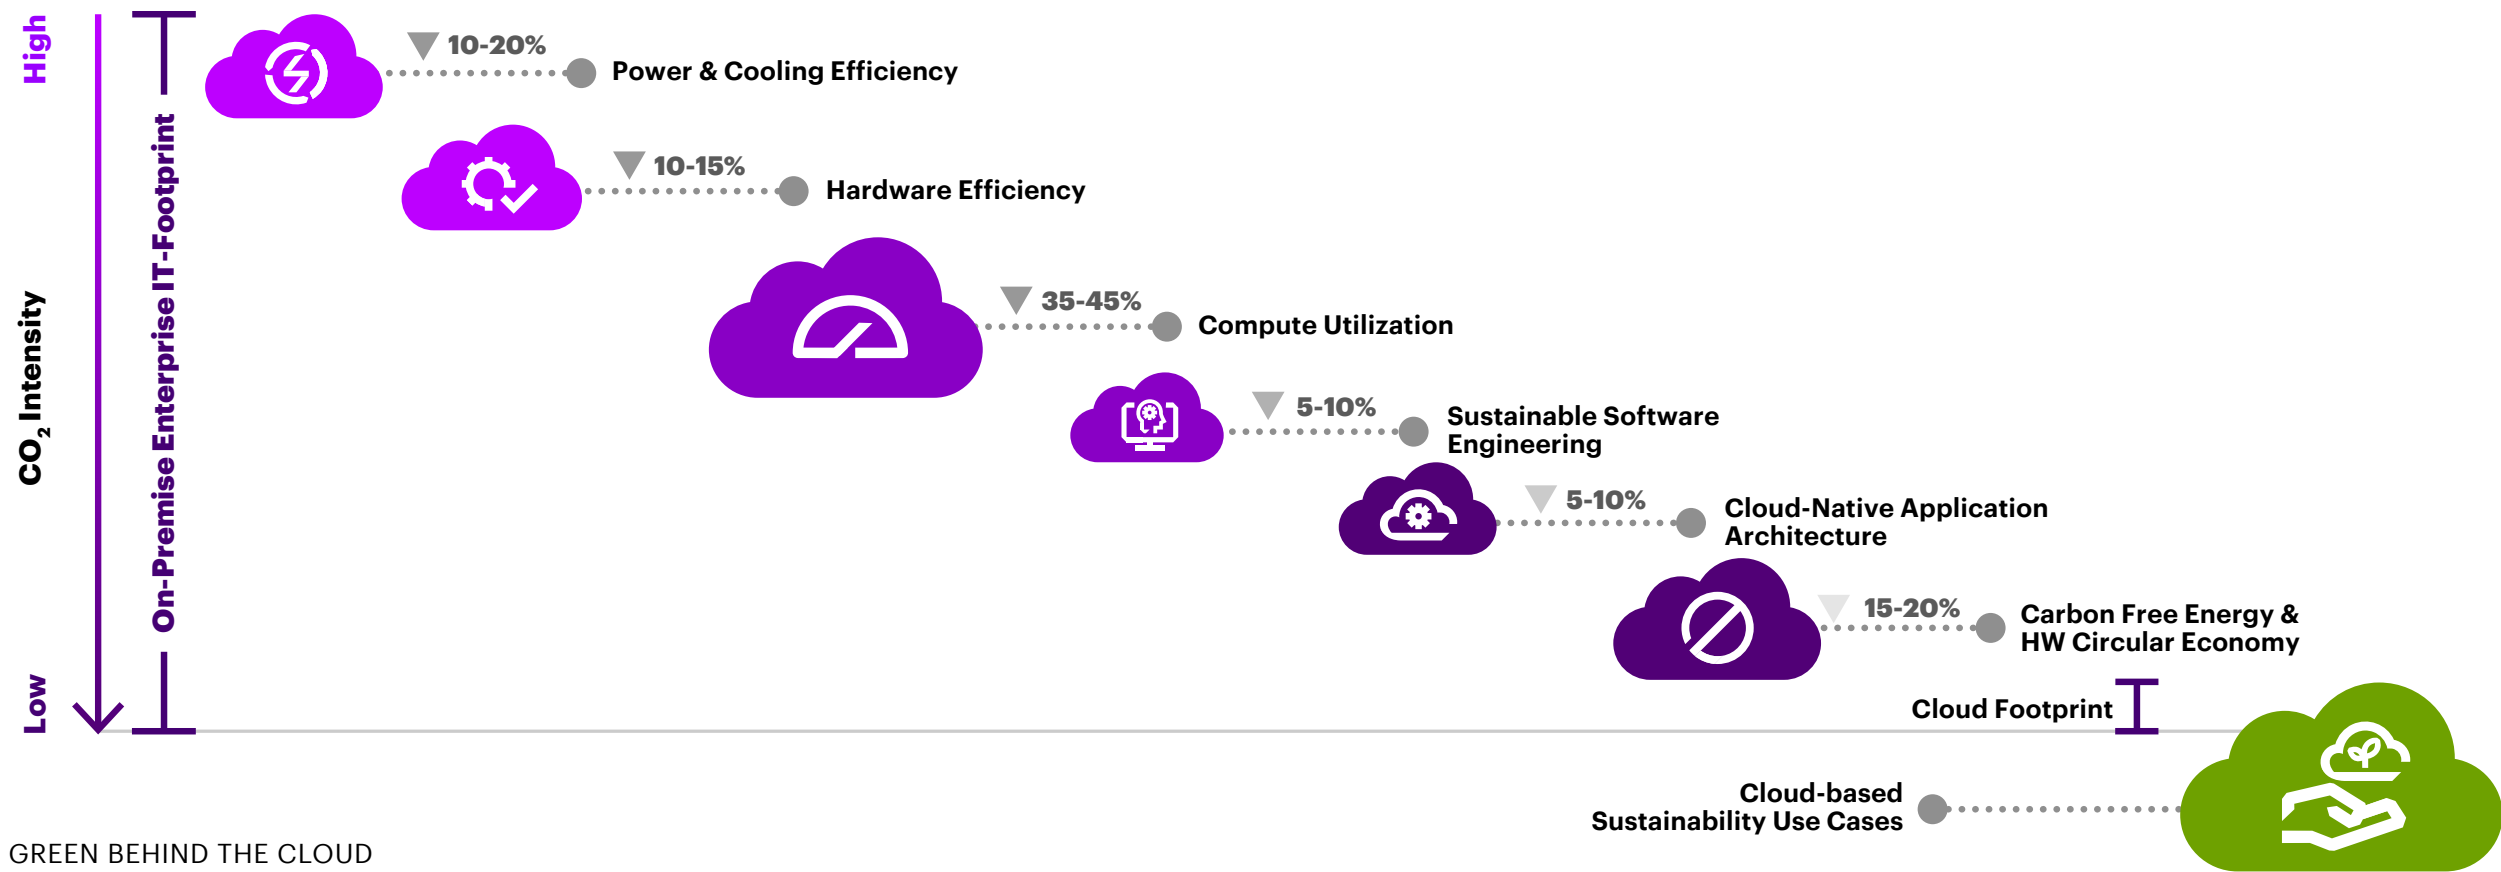 High
CO2 Intensity
Low
On-Premise Enterprise IT-Footprint
10-20%
Power & Cooling Efficiency
10-15%
Hardware Efficiency
35-45%
Compute Utilization
5-10%
Sustainable Software
Engineering
5-10%
Cloud-Native Application
Architecture
15-20%
Carbon Free Energy &
HW Circular Economy
Cloud Footprint
Cloud-based
Sustainability Use Cases
GREEN BEHIND THE CLOUD